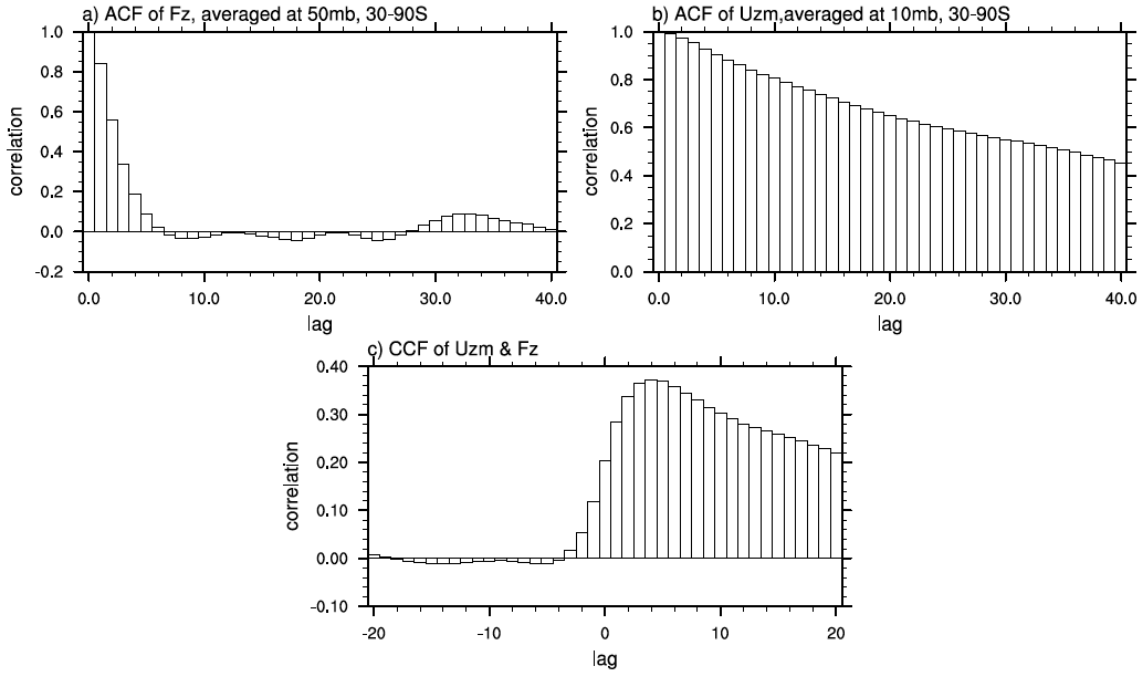 a) ACF of Fz, averaged at 50mb, 30-90S
1.0
0.8
0.6
0.4
0.2
0.0
-0.2
correlation
0.0 10.0 20.0 30.0 40.0
lag
b) ACF of Uzm,averaged at 10mb, 30-90S
1.0
0.8
0.6
0.4
0.2
0.0
correlation
0.0 10.0 20.0 30.0 40.0
lag
c) CCF of Uzm & Fz
0.40
0.30
0.20
0.10
0.00
-0.10
correlation
-20 -10 0 10 20
lag